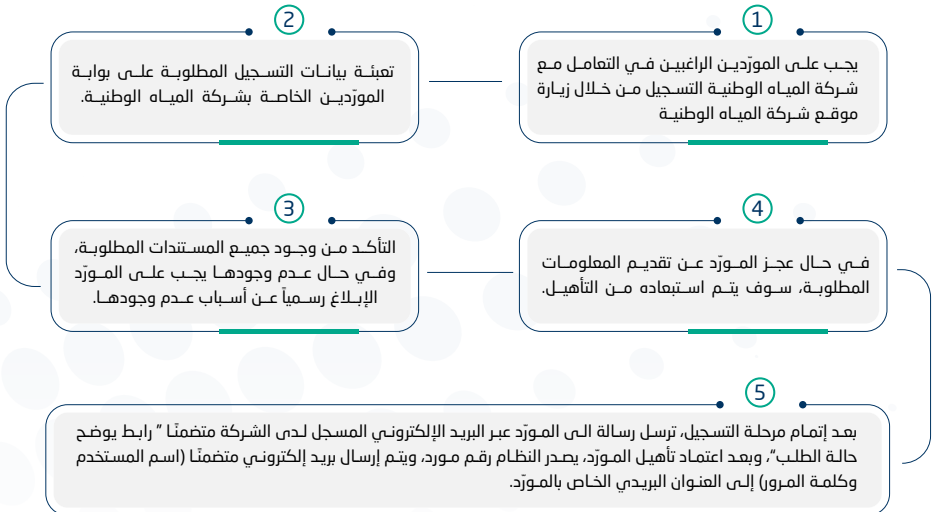 1
يجب على المورّدين الراغبين في التعامل مع
شركة المياه الوطنية التسجيل من خلال زيارة
موقع شركة المياه الوطنية
2
تعبئة بيانات التسجيل المطلوبة على بوابة
المورّدين الخاصة بشركة المياه الوطنية.
3
التأكد من وجود جميع المستندات المطلوبة،
وفي حال عدم وجودها يجب على المورّد
الإبلاغ رسمياً عن أسباب عدم وجودها.
4
في حال عجز المورّد عن تقديم المعلومات
المطلوبة، سوف يتم استبعاده من التأهيل.
5
بعد إتمام مرحلة التسجيل، ترسل رسالة الى المورّد عبر البريد الإلكتروني المسجل لدى الشركة متضمنًا " رابط يوضح
حالة الطلب"، وبعد اعتماد تأهيل المورّد، يصدر النظام رقم مورد، ويتم إرسال بريد إلكتروني متضمنًا (اسم المستخدم
وكلمة المرور) إلى العنوان البريدي الخاص بالمورّد.